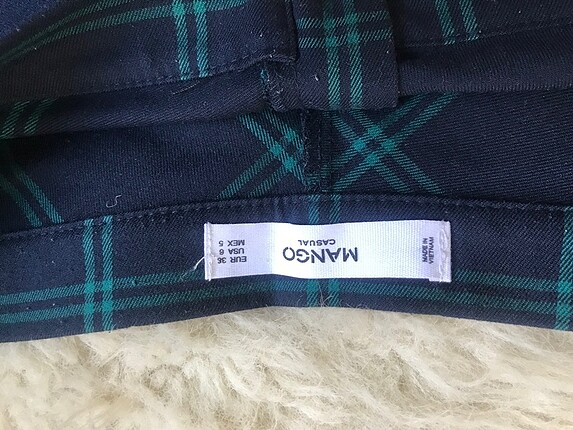 MADE IN
VIETNAM
MANGO
CASUAL
EUR 36
USA 6
MEX 5